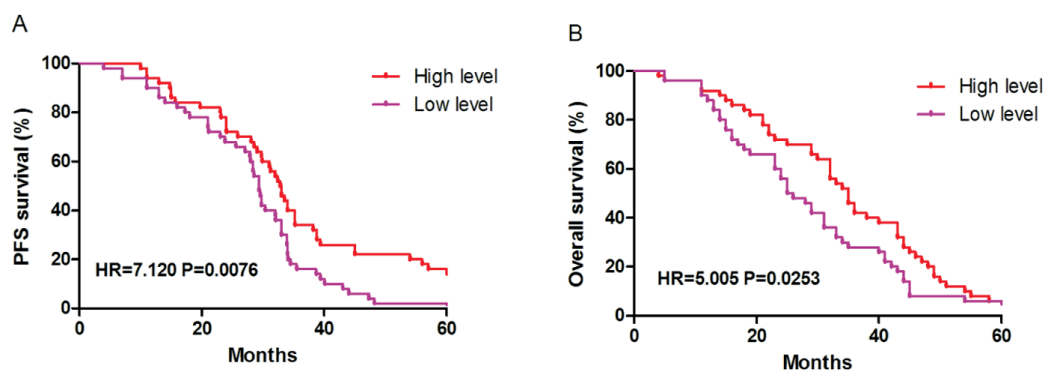 A
PFS survival (%)
100
80
60
40
20
0
0 20 40 60
Months
High level
Low level
HR=7.120 P=0.0076
B
Overall survival (%)
100
80
60
40
20
0
0 20 40 60
Months
High level
Low level
HR=5.005 P=0.0253